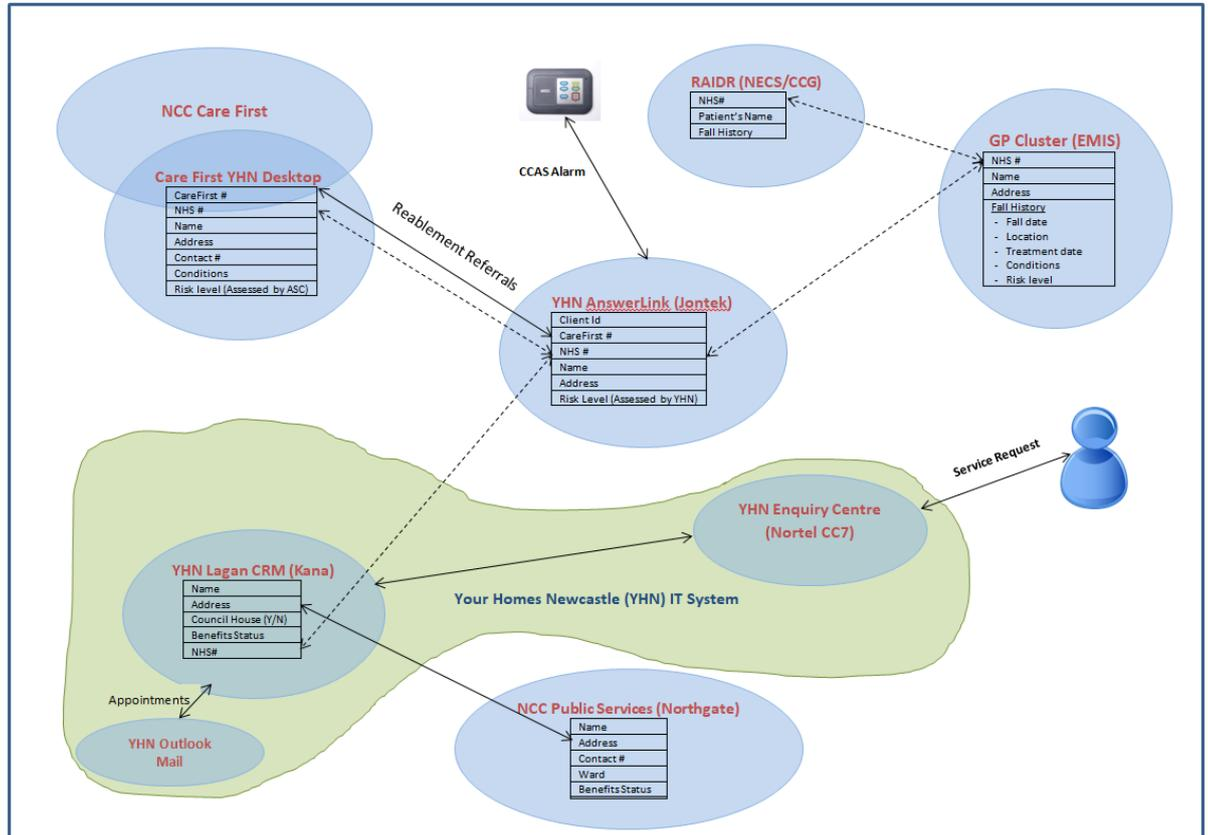 NCC Care First
Care First YHN Desktop
CareFirst #
NHS #
Name
Address
Contact #
Conditions
Risk level (Assessed by ASC)
Reablement Referrals
CCAS Alarm
RAIDR (NECS/CCG)
NHS#
Patient's Name
Fall History
GP Cluster (EMIS)
NHS #
Name
Address
Fall History
- Fall date
- Location
- Treatment date
- Conditions
- Risk level
YHN AnswerLink (Jontek)
Client Id
CareFirst #
NHS #
Name
Address
Risk Level (Assessed by YHN)
Service Request
YHN Enquiry Centre
(Nortel CC7)
YHN Lagan CRM (Kana)
Name
Address
Council House (Y/N)
Benefits Status
NHS#
Your Homes Newcastle (YHN) IT System
Appointments
YHN Outlook
Mail
NCC Public Services (Northgate)
Name
Address
Contact #
Ward
Benefits Status